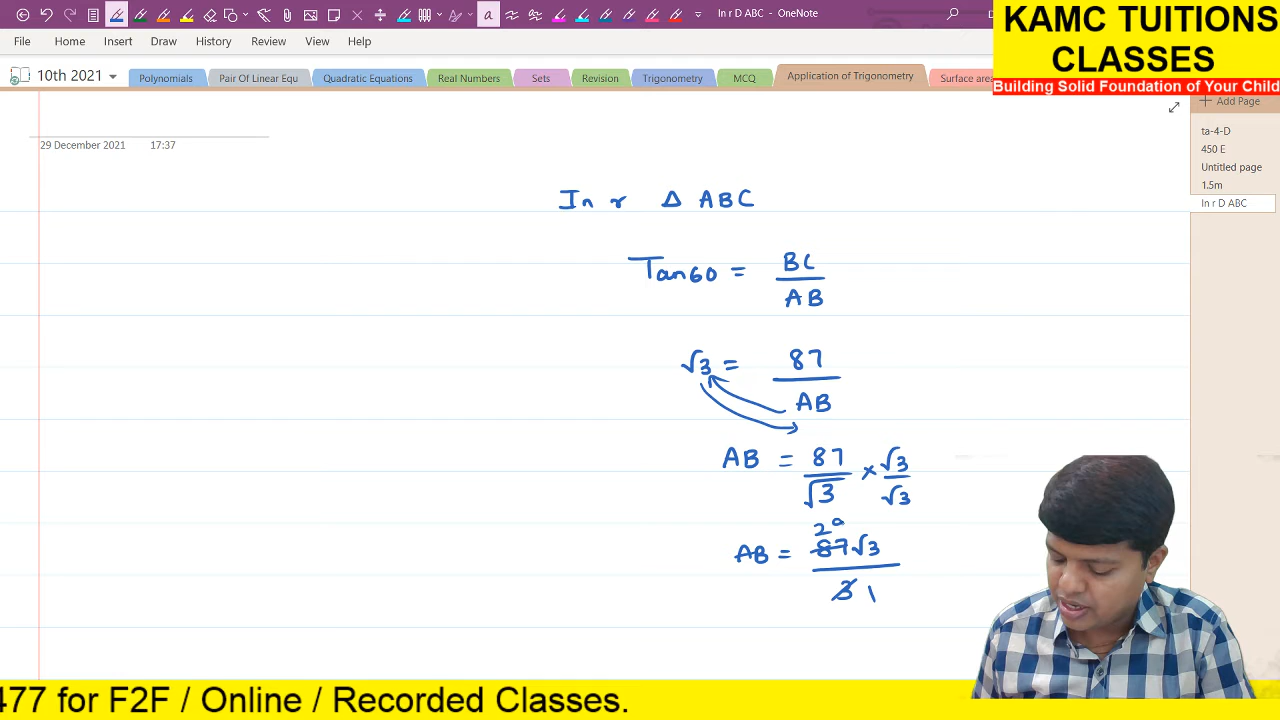 In r D ABC - OneNote
KAMC TUITIONS
CLASSES
Building Solid Foundation of Your Child
File Home Insert Draw History Review View Help
10th 2021
Polynomials Pair Of Linear Equ Quadratic Equations Real Numbers Sets Revision Trigonometry MCQ Application of Trigonometry Surface area
Add Page
ta-4-D
450 E
Untitled page
1.5m
In r D ABC
29 December 2021 17:37
In r Δ ABC
Tan60 = BC / AB
√3 = 87 / AB
AB = 87 / √3 × √3 / √3
29
AB = 87√3 / 3 1
477 for F2F / Online / Recorded Classes.